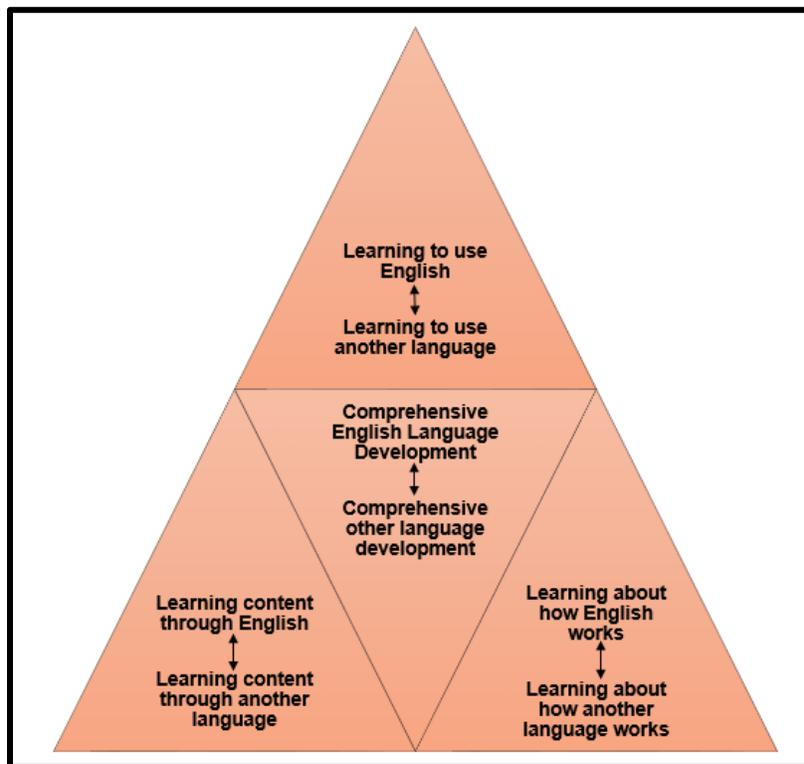 Learning to use
English
Learning to use
another language
Comprehensive
English Language
Development
Comprehensive
other language
development
Learning content
through English
Learning content
through another
language
Learning about
how English
works
Learning about
how another
language works